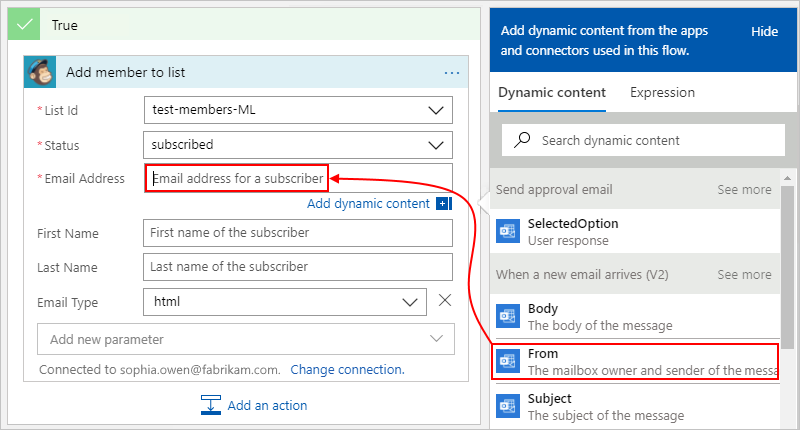 True
Add member to list
...
* List Id
test-members-ML
* Status
subscribed
* Email Address
Email address for a subscriber
Add dynamic content
First Name
First name of the subscriber
Last Name
Last name of the subscriber
Email Type
html
Add new parameter
Connected to sophia.owen@fabrikam.com. Change connection.
Add an action
Add dynamic content from the apps
and connectors used in this flow.
Hide
Dynamic content
Expression
Search dynamic content
Send approval email
See more
SelectedOption
User response
When a new email arrives (V2)
See more
Body
The body of the message
From
The mailbox owner and sender of the messa
Subject
The subject of the message